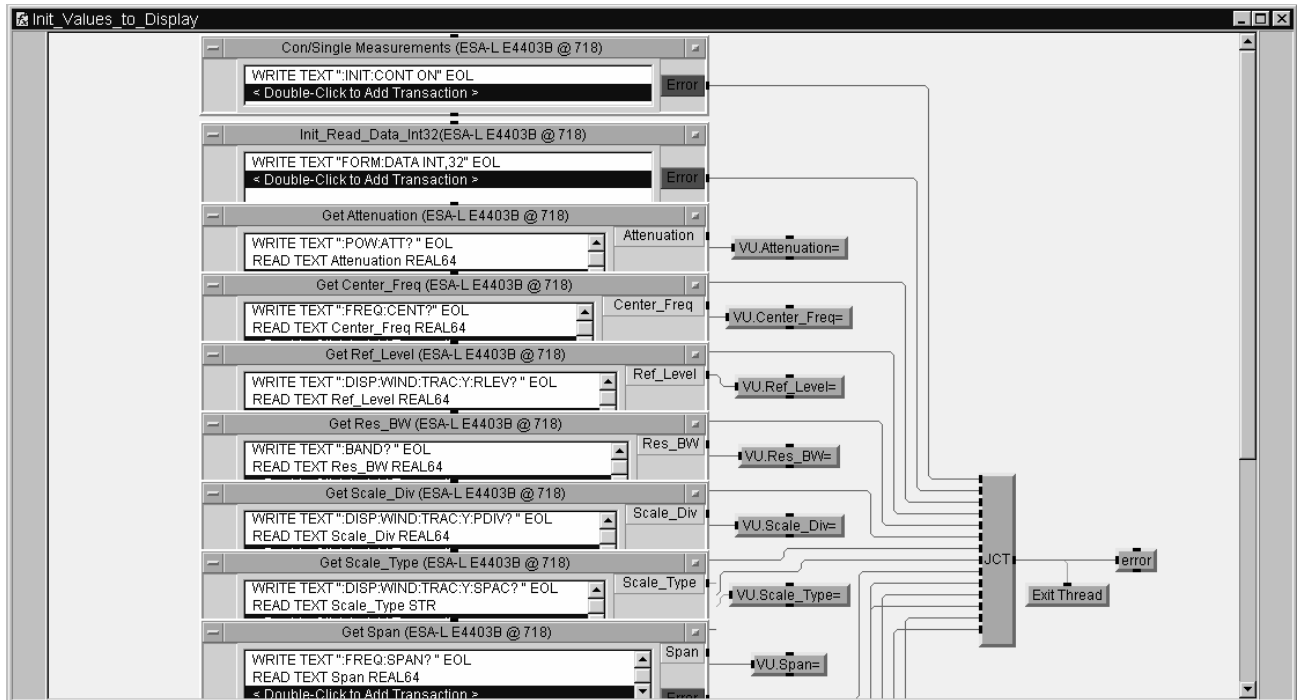 Init_Values_to_Display
Con/Single Measurements (ESA-L E4403B @ 718)
WRITE TEXT ":INIT:CONT ON" EOL
< Double-Click to Add Transaction >
Error
Init_Read_Data_Int32(ESA-L E4403B @ 718)
WRITE TEXT "FORM:DATA INT,32" EOL
< Double-Click to Add Transaction >
Error
Get Attenuation (ESA-L E4403B @ 718)
WRITE TEXT ":POW:ATT? " EOL
READ TEXT Attenuation REAL64
Attenuation
VU.Attenuation=
Get Center_Freq (ESA-L E4403B @ 718)
WRITE TEXT ":FREQ:CENT?" EOL
READ TEXT Center_Freq REAL64
Center_Freq
VU.Center_Freq=
Get Ref_Level (ESA-L E4403B @ 718)
WRITE TEXT ":DISP:WIND:TRAC:Y:RLEV? " EOL
READ TEXT Ref_Level REAL64
Ref_Level
VU.Ref_Level=
Get Res_BW (ESA-L E4403B @ 718)
WRITE TEXT ":BAND? " EOL
READ TEXT Res_BW REAL64
Res_BW
VU.Res_BW=
Get Scale_Div (ESA-L E4403B @ 718)
WRITE TEXT ":DISP:WIND:TRAC:Y:PDIV? " EOL
READ TEXT Scale_Div REAL64
Scale_Div
VU.Scale_Div=
Get Scale_Type (ESA-L E4403B @ 718)
WRITE TEXT ":DISP:WIND:TRAC:Y:SPAC? " EOL
READ TEXT Scale_Type STR
Scale_Type
VU.Scale_Type=
Get Span (ESA-L E4403B @ 718)
WRITE TEXT ":FREQ:SPAN? " EOL
READ TEXT Span REAL64
< Double-Click to Add Transaction >
Span
Error
VU.Span=
JCT
error
Exit Thread